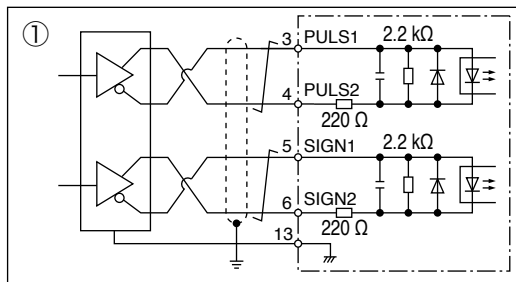 ①
3 PULS1 2.2 kΩ
4 PULS2
220 Ω
5 SIGN1 2.2 kΩ
6 SIGN2
220 Ω
13